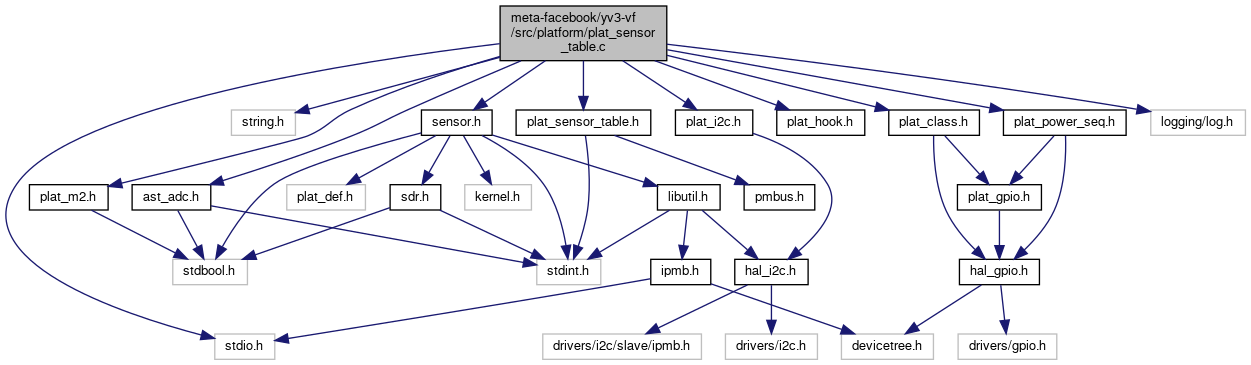 meta-facebook/yv3-vf
/src/platform/plat_sensor
_table.c
string.h
sensor.h
plat_sensor_table.h
plat_i2c.h
plat_hook.h
plat_class.h
plat_power_seq.h
logging/log.h
plat_m2.h
ast_adc.h
plat_def.h
sdr.h
kernel.h
libutil.h
pmbus.h
plat_gpio.h
stdbool.h
stdint.h
ipmb.h
hal_i2c.h
hal_gpio.h
stdio.h
drivers/i2c/slave/ipmb.h
drivers/i2c.h
devicetree.h
drivers/gpio.h